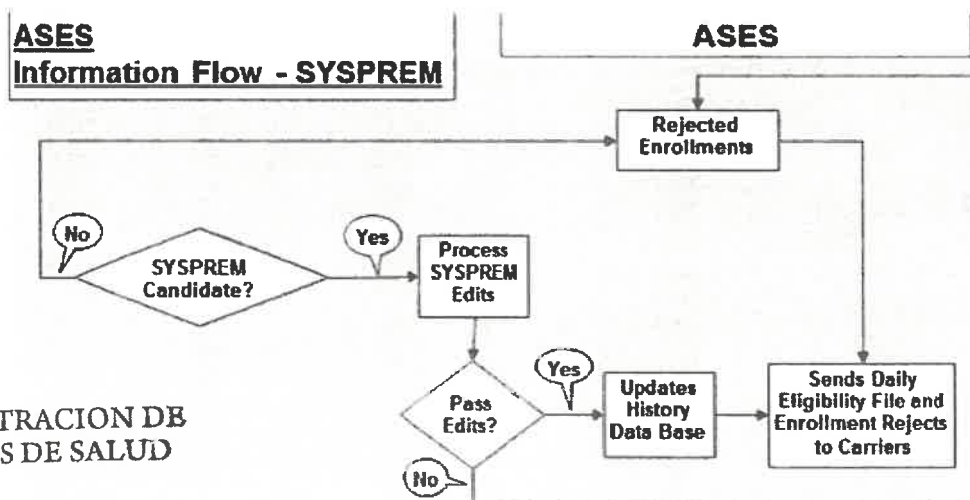 ASES
Information Flow - SYSPREM
ASES
Rejected
Enrollments
No
SYSPREM
Candidate?
Yes
Process
SYSPREM
Edits
Pass
Edits?
Yes
Updates
History
Data Base
Sends Daily
Eligibility File and
Enrollment Rejects
to Carriers
No
TRACION DE
S DE SALUD